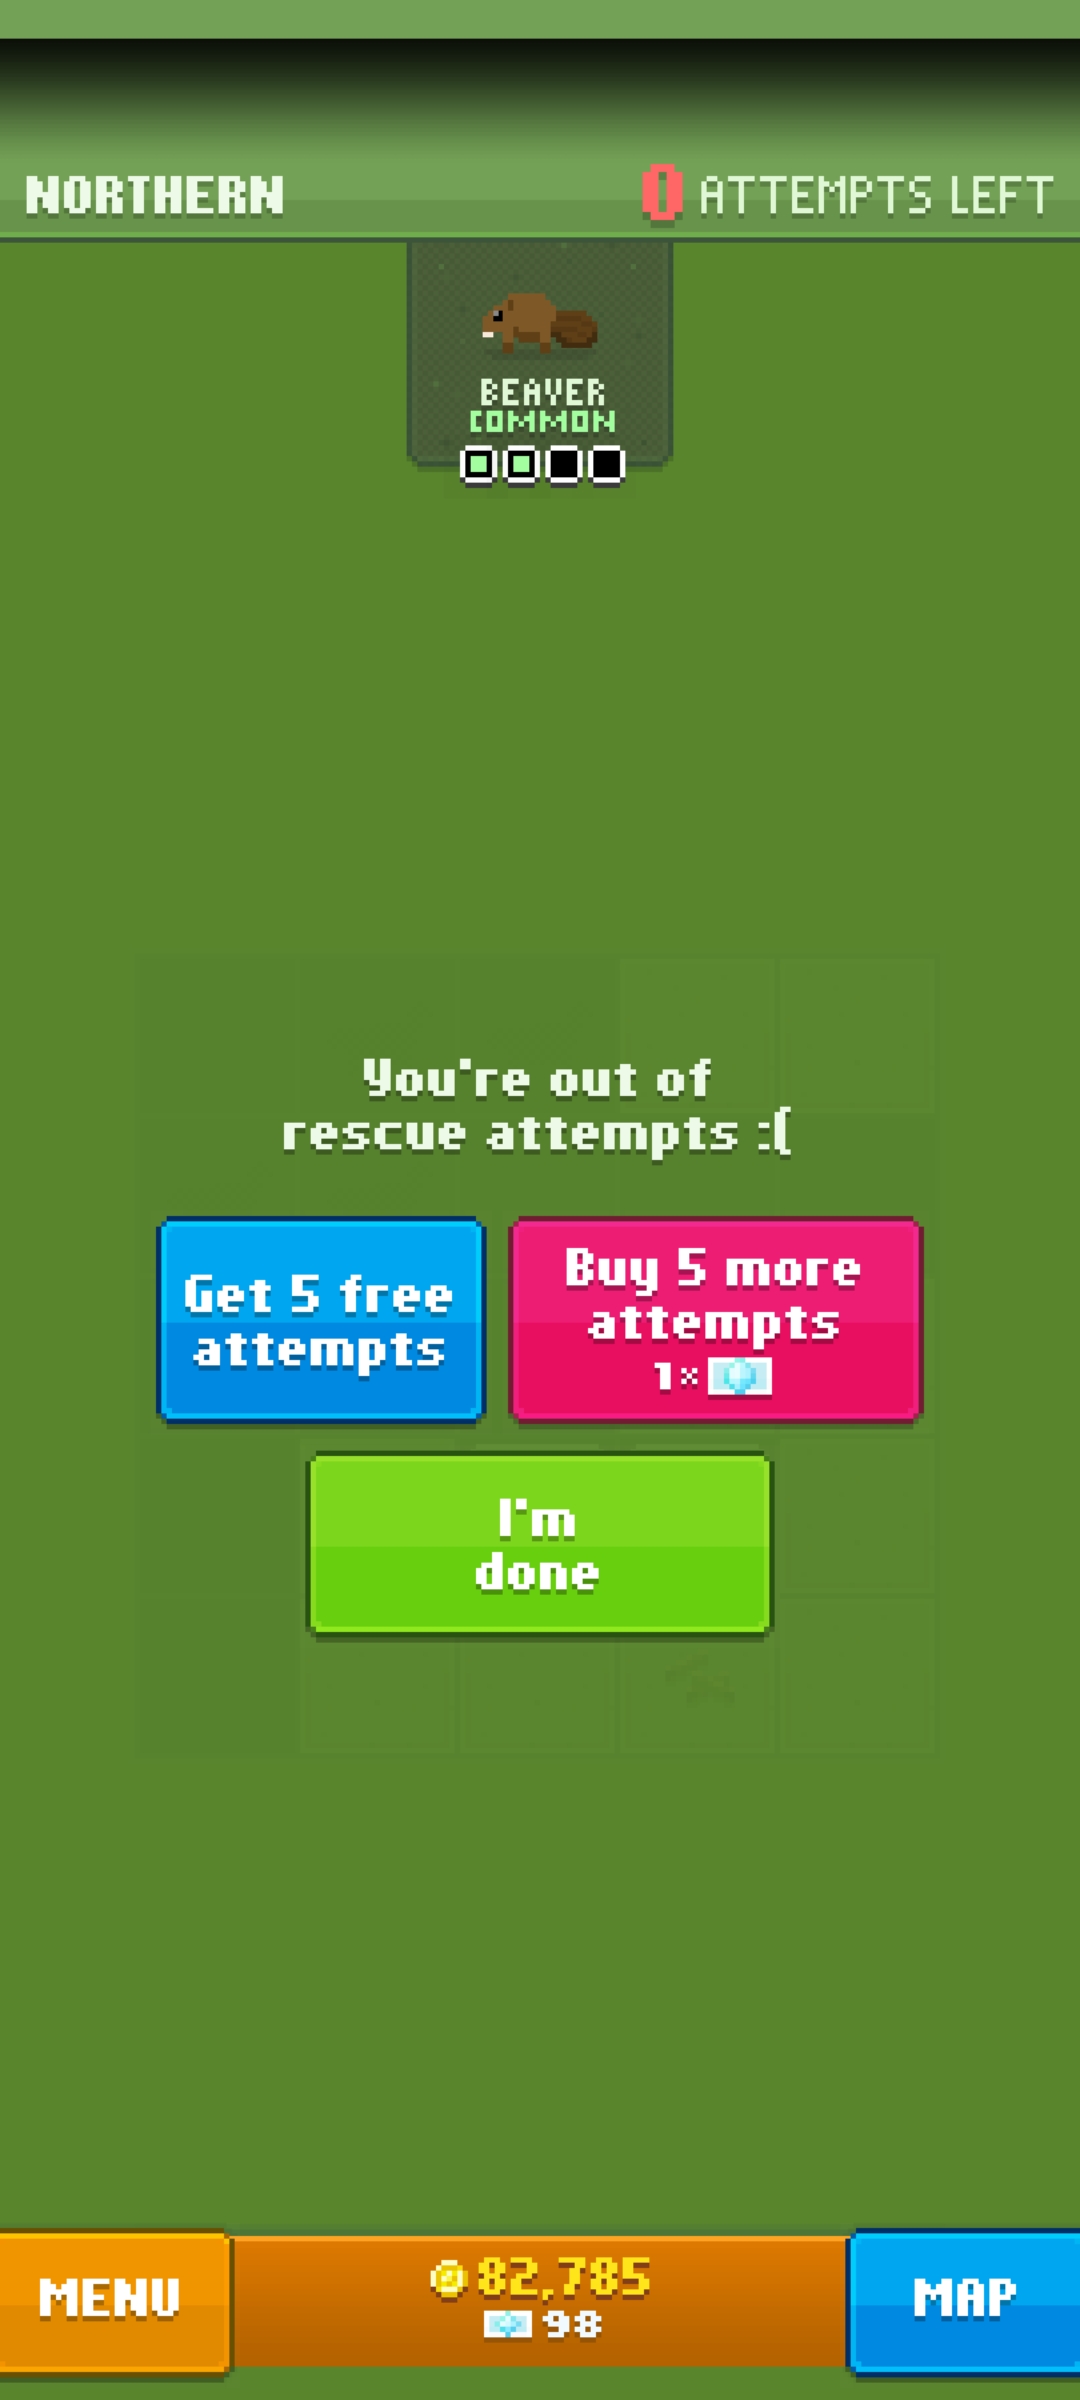 NORTHERN
0 ATTEMPTS LEFT
BEAVER
COMMON
You're out of
rescue attempts :(
Get 5 free
attempts
Buy 5 more
attempts
1×
I'm
done
MENU
82,785
98
MAP